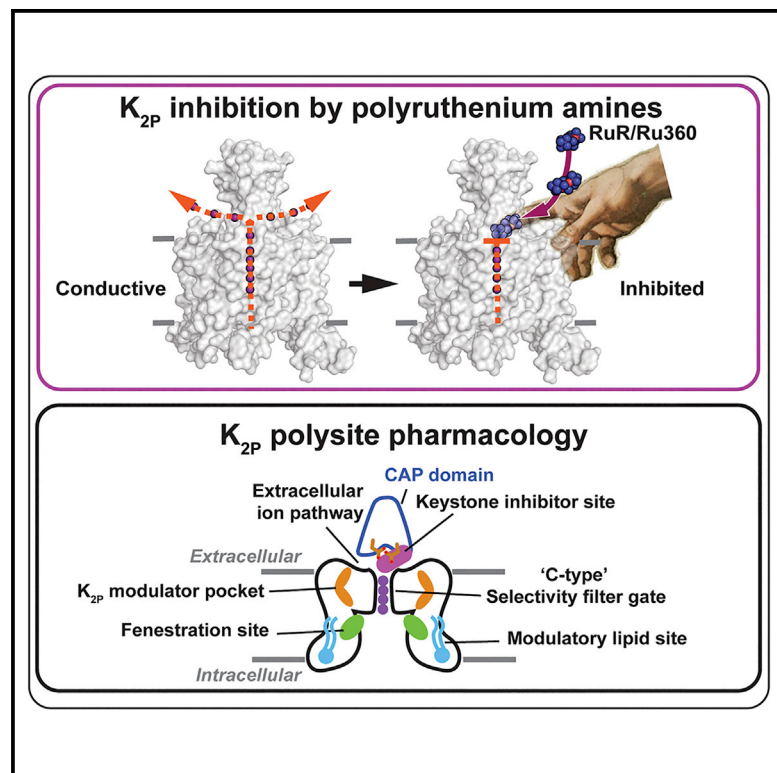 K2P inhibition by polyruthenium amines
RuR/Ru360
Conductive
Inhibited
K2P polysite pharmacology
CAP domain
Extracellular
ion pathway
Keystone inhibitor site
Extracellular
K2P modulator pocket
‘C-type’
Selectivity filter gate
Fenestration site
Modulatory lipid site
Intracellular